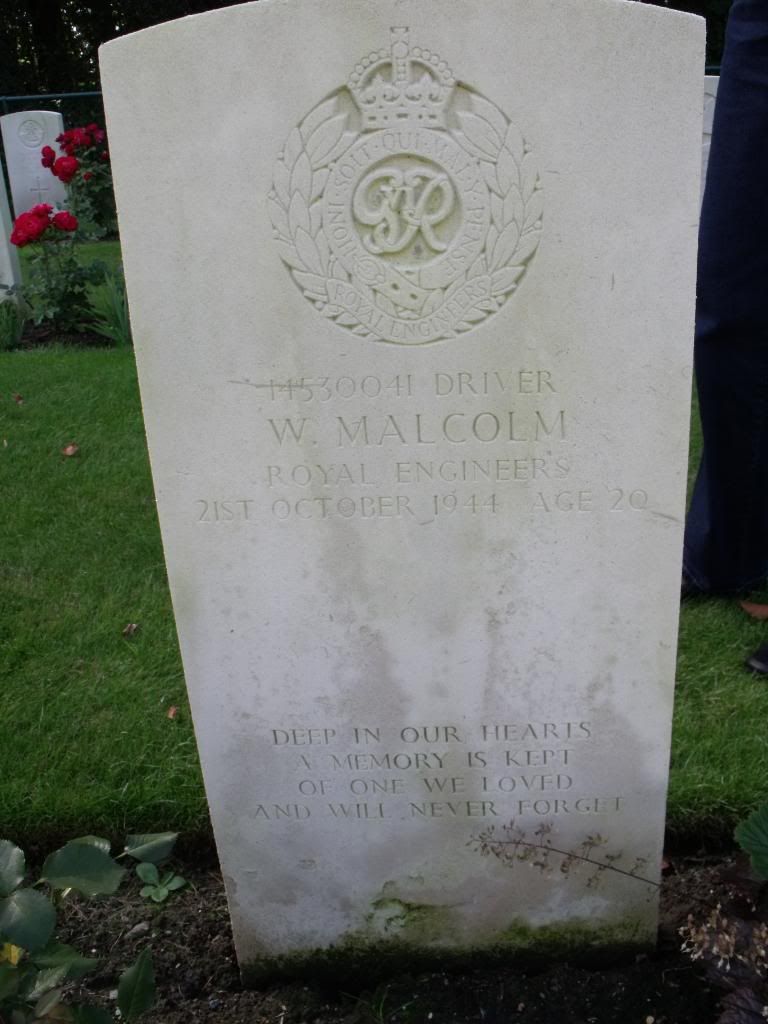 HONI·SOIT·QUI·MAL·Y·PENSE
GRVI
ROYAL ENGINEERS
14530041 DRIVER
W. MALCOLM
ROYAL ENGINEERS
21ST OCTOBER 1944 AGE 20
DEEP IN OUR HEARTS
A MEMORY IS KEPT
OF ONE WE LOVED
AND WILL NEVER FORGET